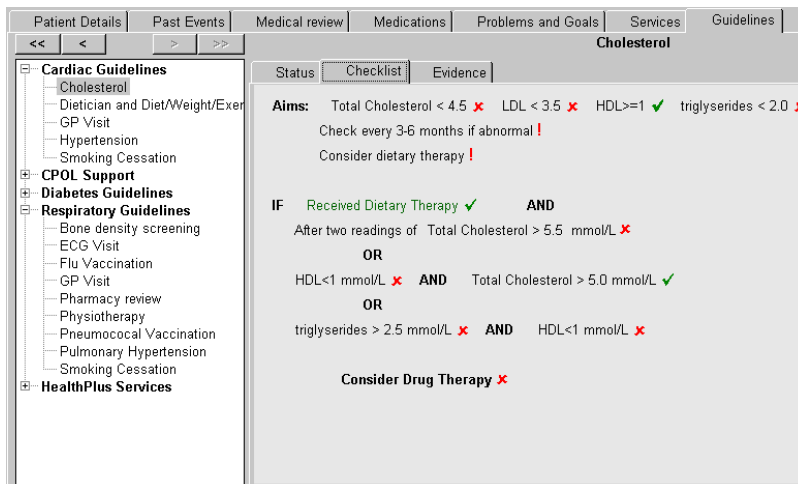 Patient Details Past Events Medical review Medications Problems and Goals Services Guidelines
<< < > >> Cholesterol
Cardiac Guidelines
Cholesterol
Dietician and Diet/Weight/Exer
GP Visit
Hypertension
Smoking Cessation
CPOL Support
Diabetes Guidelines
Respiratory Guidelines
Bone density screening
ECG Visit
Flu Vaccination
GP Visit
Pharmacy review
Physiotherapy
Pneumococal Vaccination
Pulmonary Hypertension
Smoking Cessation
HealthPlus Services
Status Checklist Evidence
Aims: Total Cholesterol < 4.5 ✘ LDL < 3.5 ✘ HDL>=1 ✔ triglyserides < 2.0 ✘
Check every 3-6 months if abnormal !
Consider dietary therapy !
IF Received Dietary Therapy ✔ AND
After two readings of Total Cholesterol > 5.5 mmol/L ✘
OR
HDL<1 mmol/L ✘ AND Total Cholesterol > 5.0 mmol/L ✔
OR
triglyserides > 2.5 mmol/L ✘ AND HDL<1 mmol/L ✘
Consider Drug Therapy ✘